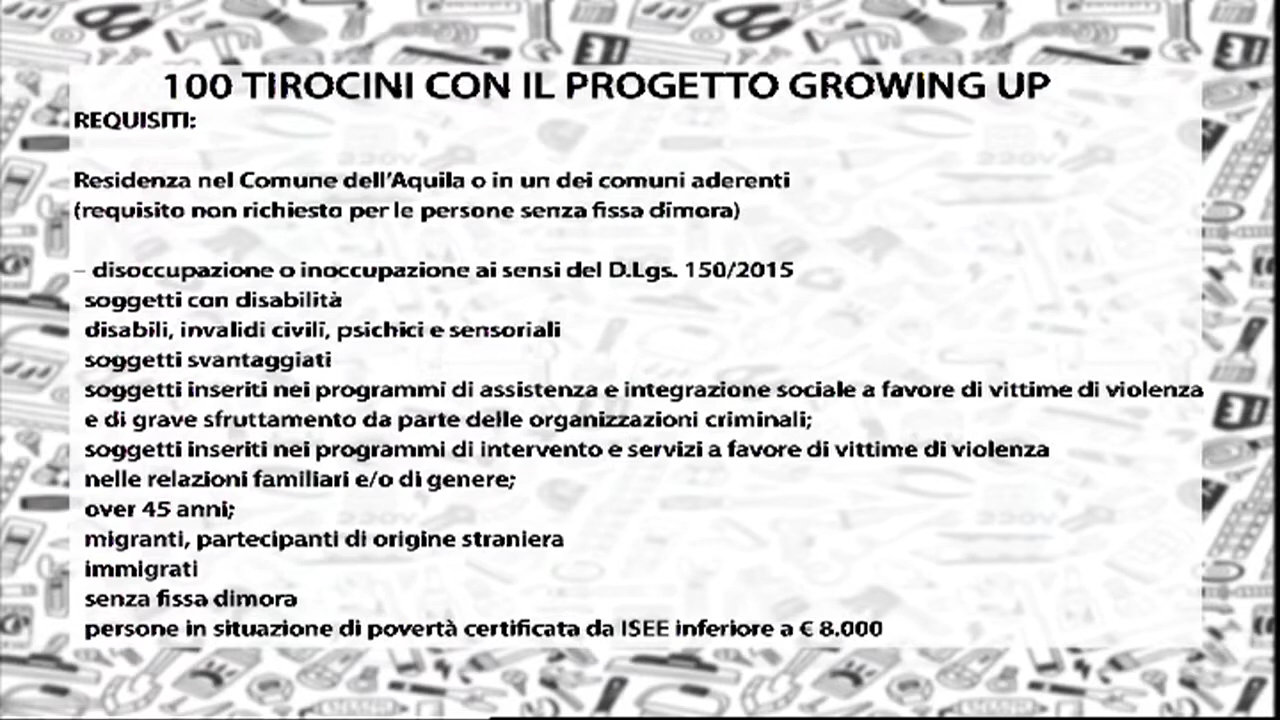 100 TIROCINI CON IL PROGETTO GROWING UP
REQUISITI:
Residenza nel Comune dell'Aquila o in un dei comuni aderenti
(requisito non richiesto per le persone senza fissa dimora)
– disoccupazione o inoccupazione ai sensi del D.Lgs. 150/2015
soggetti con disabilità
disabili, invalidi civili, psichici e sensoriali
soggetti svantaggiati
soggetti inseriti nei programmi di assistenza e integrazione sociale a favore di vittime di violenza
e di grave sfruttamento da parte delle organizzazioni criminali;
soggetti inseriti nei programmi di intervento e servizi a favore di vittime di violenza
nelle relazioni familiari e/o di genere;
over 45 anni;
migranti, partecipanti di origine straniera
immigrati
senza fissa dimora
persone in situazione di povertà certificata da ISEE inferiore a € 8.000